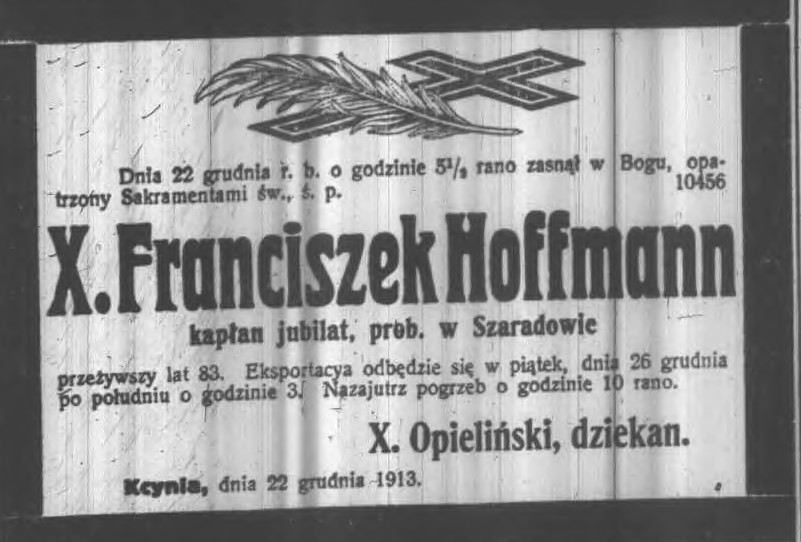 Dnia 22 grudnia r. b. o godzinie 5½ rano zasnął w Bogu, opa-
trzony Sakramentami św., ś. p.
10456
X. Franciszek Hoffmann
kapłan jubilat, prob. w Szaradowie
przeżywszy lat 83. Eksportacya odbędzie się w piątek, dnia 26 grudnia
po południu o godzinie 3. Nazajutrz pogrzeb o godzinie 10 rano.
X. Opieliński, dziekan.
Kcynia, dnia 22 grudnia 1913.